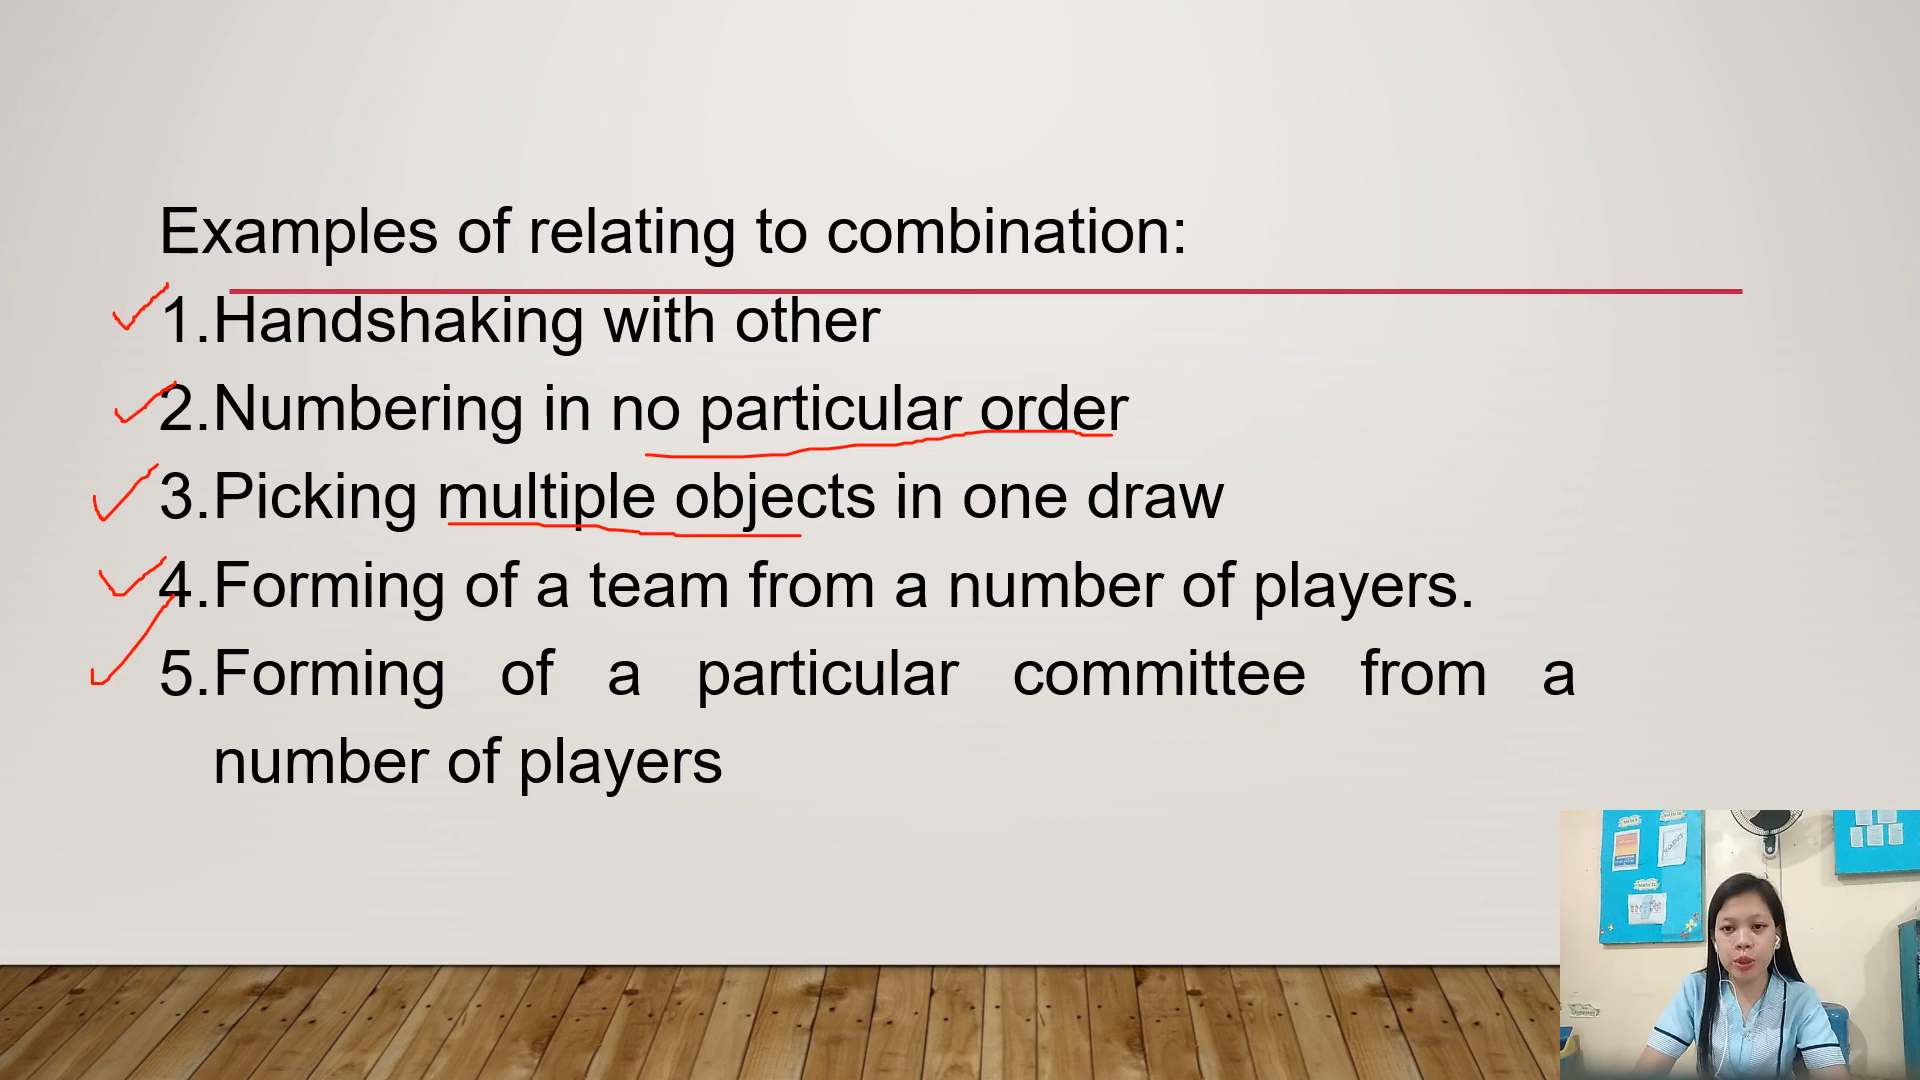 Examples of relating to combination:
1.Handshaking with other
2.Numbering in no particular order
3.Picking multiple objects in one draw
4.Forming of a team from a number of players.
5.Forming of a particular committee from a
number of players